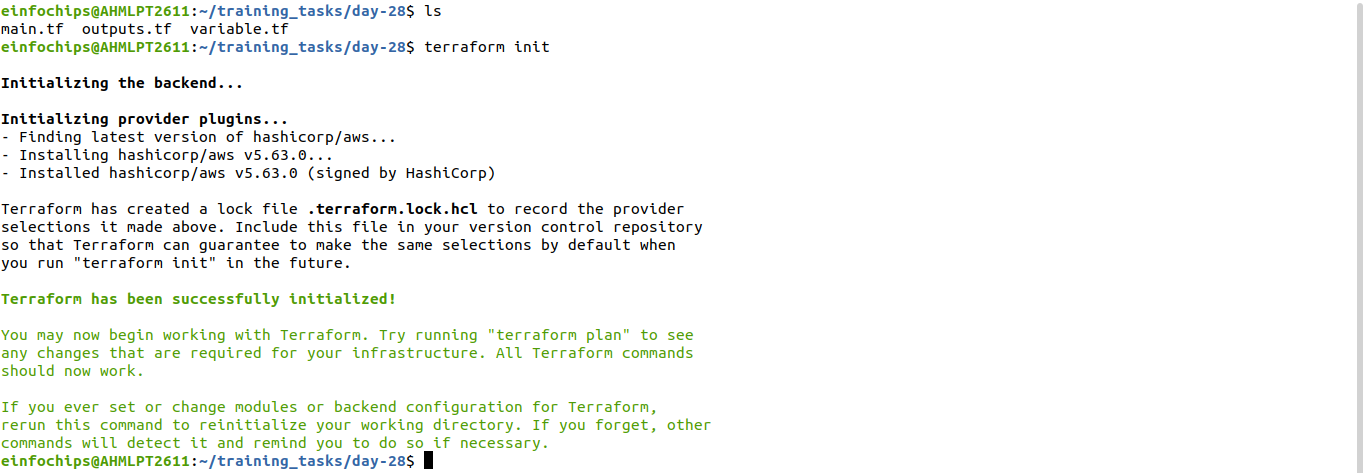 einfochips@AHMLPT2611:~/training_tasks/day-28$ ls
main.tf  outputs.tf  variable.tf
einfochips@AHMLPT2611:~/training_tasks/day-28$ terraform init
Initializing the backend...
Initializing provider plugins...
- Finding latest version of hashicorp/aws...
- Installing hashicorp/aws v5.63.0...
- Installed hashicorp/aws v5.63.0 (signed by HashiCorp)
Terraform has created a lock file .terraform.lock.hcl to record the provider
selections it made above. Include this file in your version control repository
so that Terraform can guarantee to make the same selections by default when
you run "terraform init" in the future.
Terraform has been successfully initialized!
You may now begin working with Terraform. Try running "terraform plan" to see
any changes that are required for your infrastructure. All Terraform commands
should now work.
If you ever set or change modules or backend configuration for Terraform,
rerun this command to reinitialize your working directory. If you forget, other
commands will detect it and remind you to do so if necessary.
einfochips@AHMLPT2611:~/training_tasks/day-28$